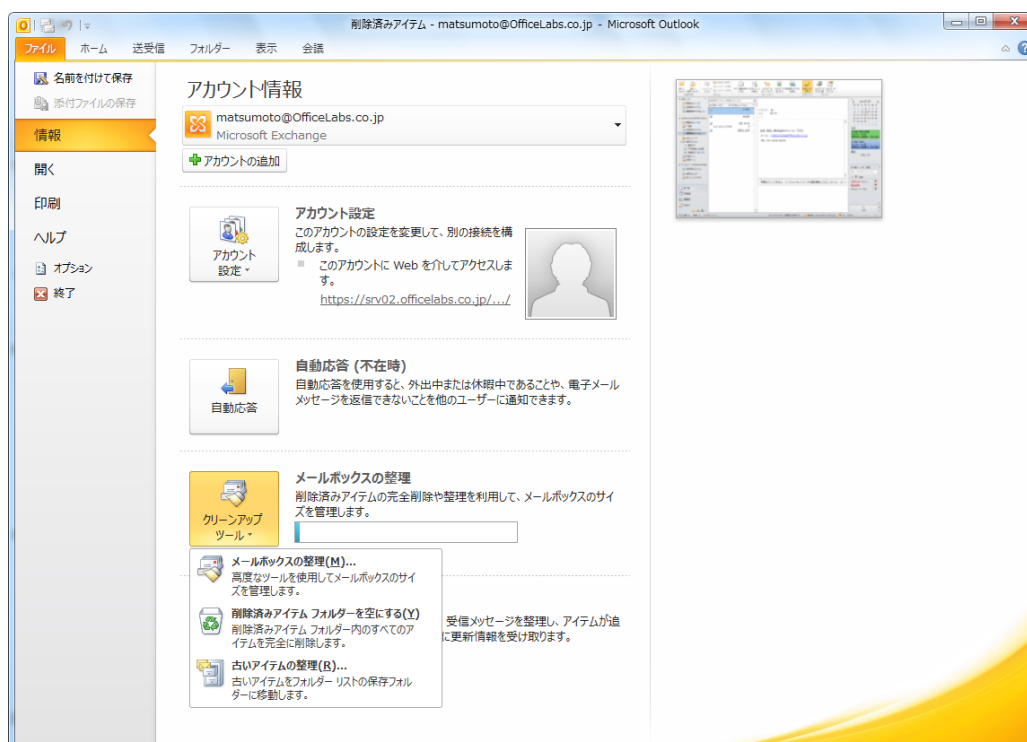 削除済みアイテム - matsumoto@OfficeLabs.co.jp - Microsoft Outlook
ファイル ホーム 送受信 フォルダー 表示 会議
名前を付けて保存
添付ファイルの保存
情報
開く
印刷
ヘルプ
オプション
終了
アカウント情報
matsumoto@OfficeLabs.co.jp
Microsoft Exchange
アカウントの追加
アカウント
設定
アカウント設定
このアカウントの設定を変更して、別の接続を構
成します。
このアカウントに Web を介してアクセスしま
す。
https://srv02.officelabs.co.jp/.../
自動応答
自動応答 (不在時)
自動応答を使用すると、外出中または休暇中であることや、電子メール
メッセージを返信できないことを他のユーザーに通知できます。
クリーンアップ
ツール
メールボックスの整理
削除済みアイテムの完全削除や整理を利用して、メールボックスのサイ
ズを管理します。
メールボックスの整理(M)...
高度なツールを使用してメールボックスのサイ
ズを管理します。
削除済みアイテム フォルダーを空にする(Y)
削除済みアイテム フォルダー内のすべてのア
イテムを完全に削除します。
古いアイテムの整理(R)...
古いアイテムをフォルダー リストの保存フォル
ダーに移動します。
受信メッセージを整理し、アイテムが追
に更新情報を受け取ります。